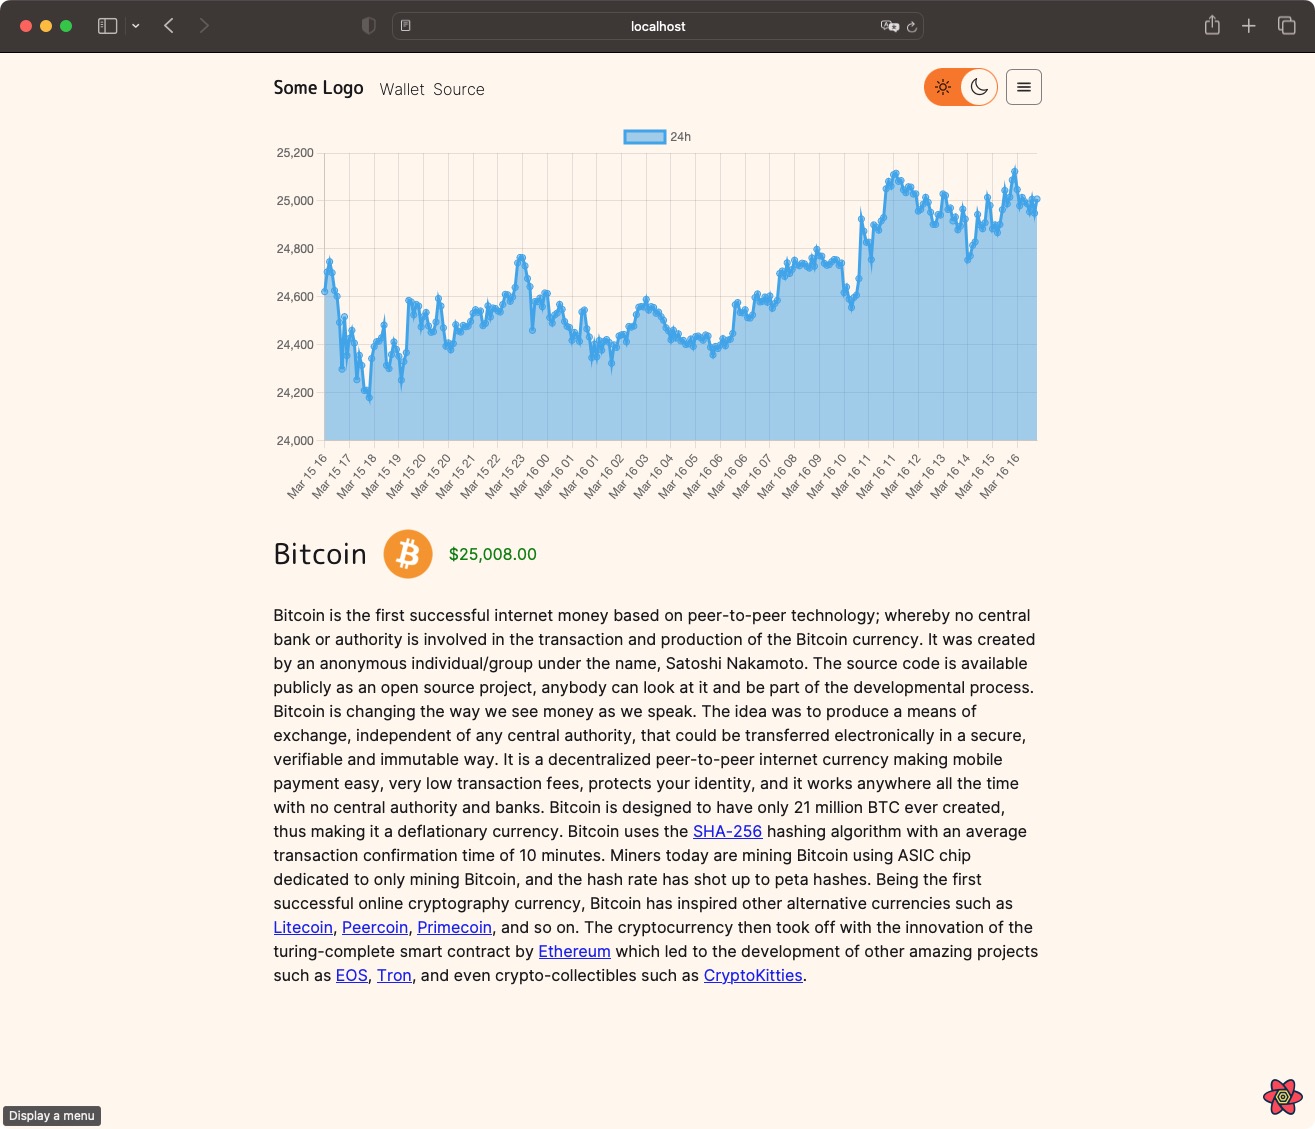 localhost
Some Logo Wallet Source
24h
25,200
25,000
24,800
24,600
24,400
24,200
24,000
Mar 15 16
Mar 15 17
Mar 15 18
Mar 15 19
Mar 15 20
Mar 15 20
Mar 15 21
Mar 15 22
Mar 15 23
Mar 16 00
Mar 16 01
Mar 16 01
Mar 16 02
Mar 16 03
Mar 16 04
Mar 16 05
Mar 16 06
Mar 16 06
Mar 16 07
Mar 16 08
Mar 16 09
Mar 16 10
Mar 16 11
Mar 16 11
Mar 16 12
Mar 16 13
Mar 16 14
Mar 16 15
Mar 16 16
Bitcoin $25,008.00
Bitcoin is the first successful internet money based on peer-to-peer technology; whereby no central
bank or authority is involved in the transaction and production of the Bitcoin currency. It was created
by an anonymous individual/group under the name, Satoshi Nakamoto. The source code is available
publicly as an open source project, anybody can look at it and be part of the developmental process.
Bitcoin is changing the way we see money as we speak. The idea was to produce a means of
exchange, independent of any central authority, that could be transferred electronically in a secure,
verifiable and immutable way. It is a decentralized peer-to-peer internet currency making mobile
payment easy, very low transaction fees, protects your identity, and it works anywhere all the time
with no central authority and banks. Bitcoin is designed to have only 21 million BTC ever created,
thus making it a deflationary currency. Bitcoin uses the SHA-256 hashing algorithm with an average
transaction confirmation time of 10 minutes. Miners today are mining Bitcoin using ASIC chip
dedicated to only mining Bitcoin, and the hash rate has shot up to peta hashes. Being the first
successful online cryptography currency, Bitcoin has inspired other alternative currencies such as
Litecoin, Peercoin, Primecoin, and so on. The cryptocurrency then took off with the innovation of the
turing-complete smart contract by Ethereum which led to the development of other amazing projects
such as EOS, Tron, and even crypto-collectibles such as CryptoKitties.
Display a menu